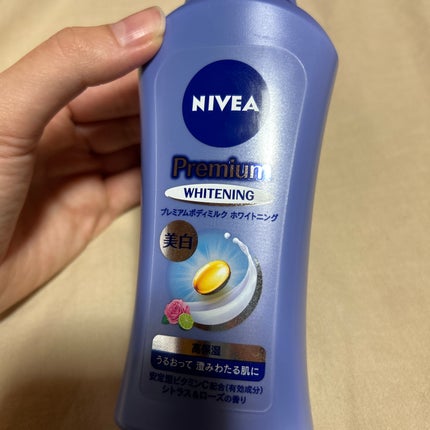 NIVEA
Premium
WHITENING
プレミアムボディミルク ホワイトニング
美白
高保湿
うるおって 澄みわたる肌に
安定型ビタミンC配合(有効成分)
シトラス&ローズの香り